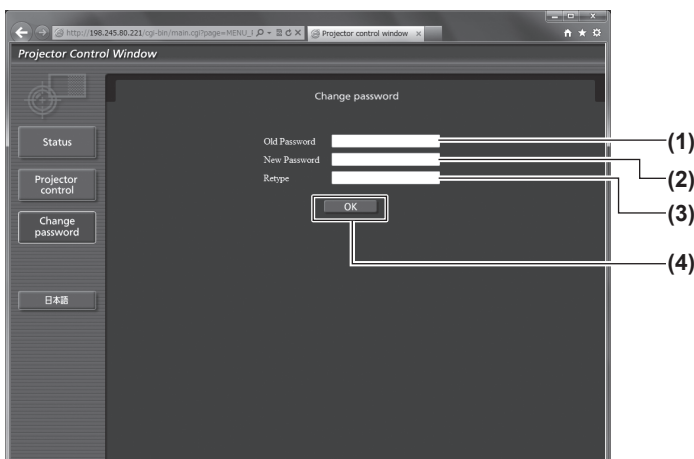 http://198.245.80.221/cgi-bin/main.cgi?page=MENU_
Projector control window
Projector Control Window
Change password
Status
Old Password
(1)
New Password
(2)
Projector
control
Retype
(3)
OK
Change
password
(4)
日本語